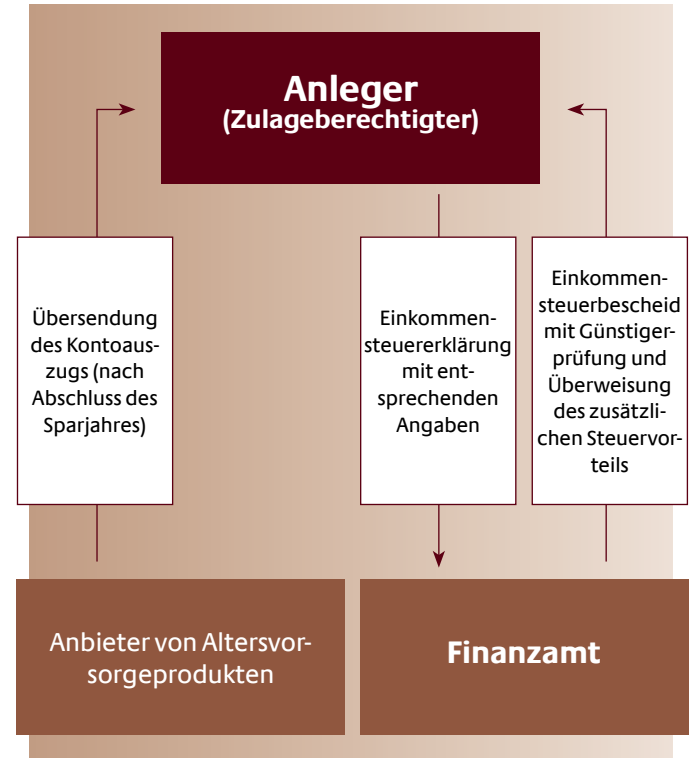 Anleger
(Zulageberechtigter)
Übersendung
des Kontoaus-
zugs (nach
Abschluss des
Sparjahres)
Einkommen-
steuererklärung
mit ent-
sprechenden
Angaben
Einkommen-
steuerbescheid
mit Günstiger-
prüfung und
Überweisung
des zusätzli-
chen Steuervor-
teils
Anbieter von Altersvor-
sorgeprodukten
Finanzamt